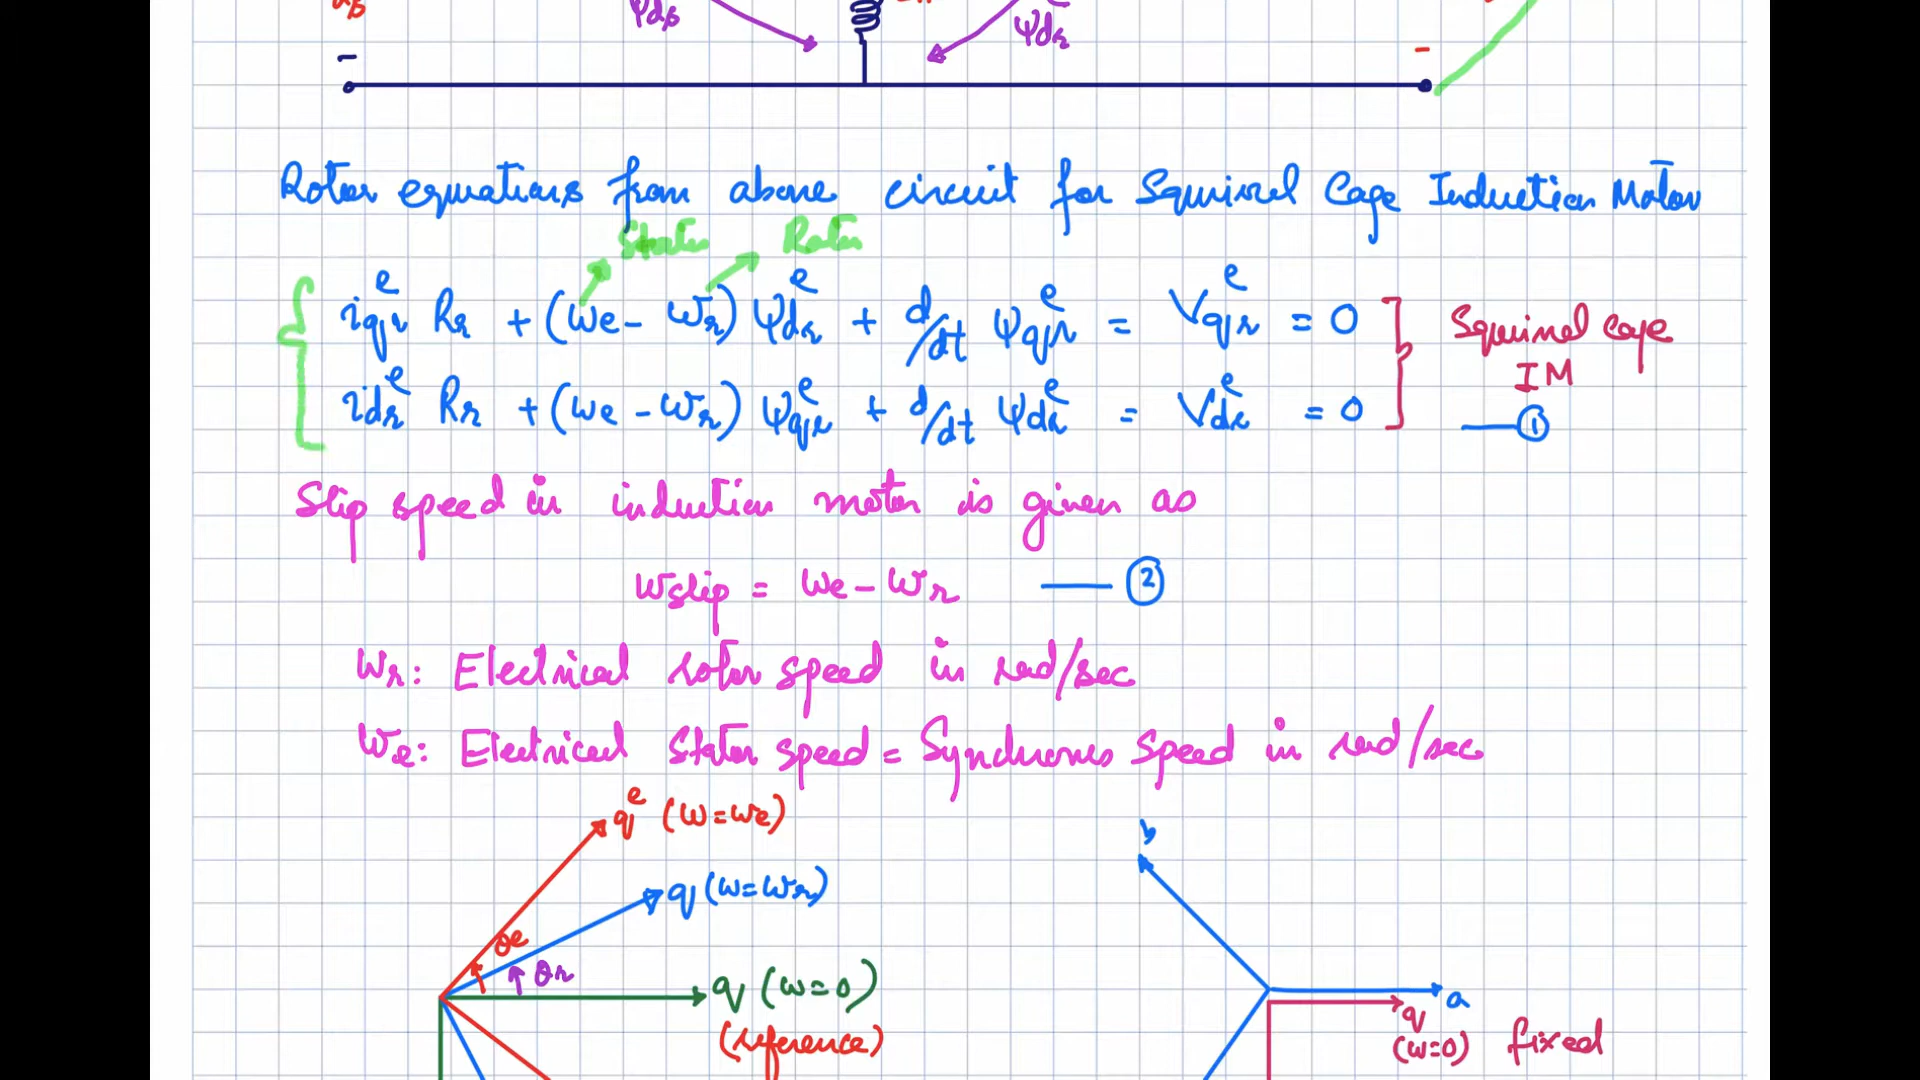 ψds
ψdr
-
-
Rotor equations from above circuit for Squirrel Cage Induction Motor
Stator Rotor
iqr^e Rr + (ωe - ωr) ψdr^e + d/dt ψqr^e = Vqr^e = 0
Squirrel Cage IM
idr^e Rr + (ωe - ωr) ψqr^e + d/dt ψdr^e = Vdr^e = 0 —— ①
Slip speed in induction motor is given as
ωslip = ωe - ωr —— ②
ωr: Electrical rotor speed in rad/sec
ωe: Electrical Stator speed = Synchronous Speed in rad/sec
q^e (ω=ωe)
b
q (ω=ωr)
θe
θr
q (ω=0)
a
(reference)
q
(ω=0) fixed